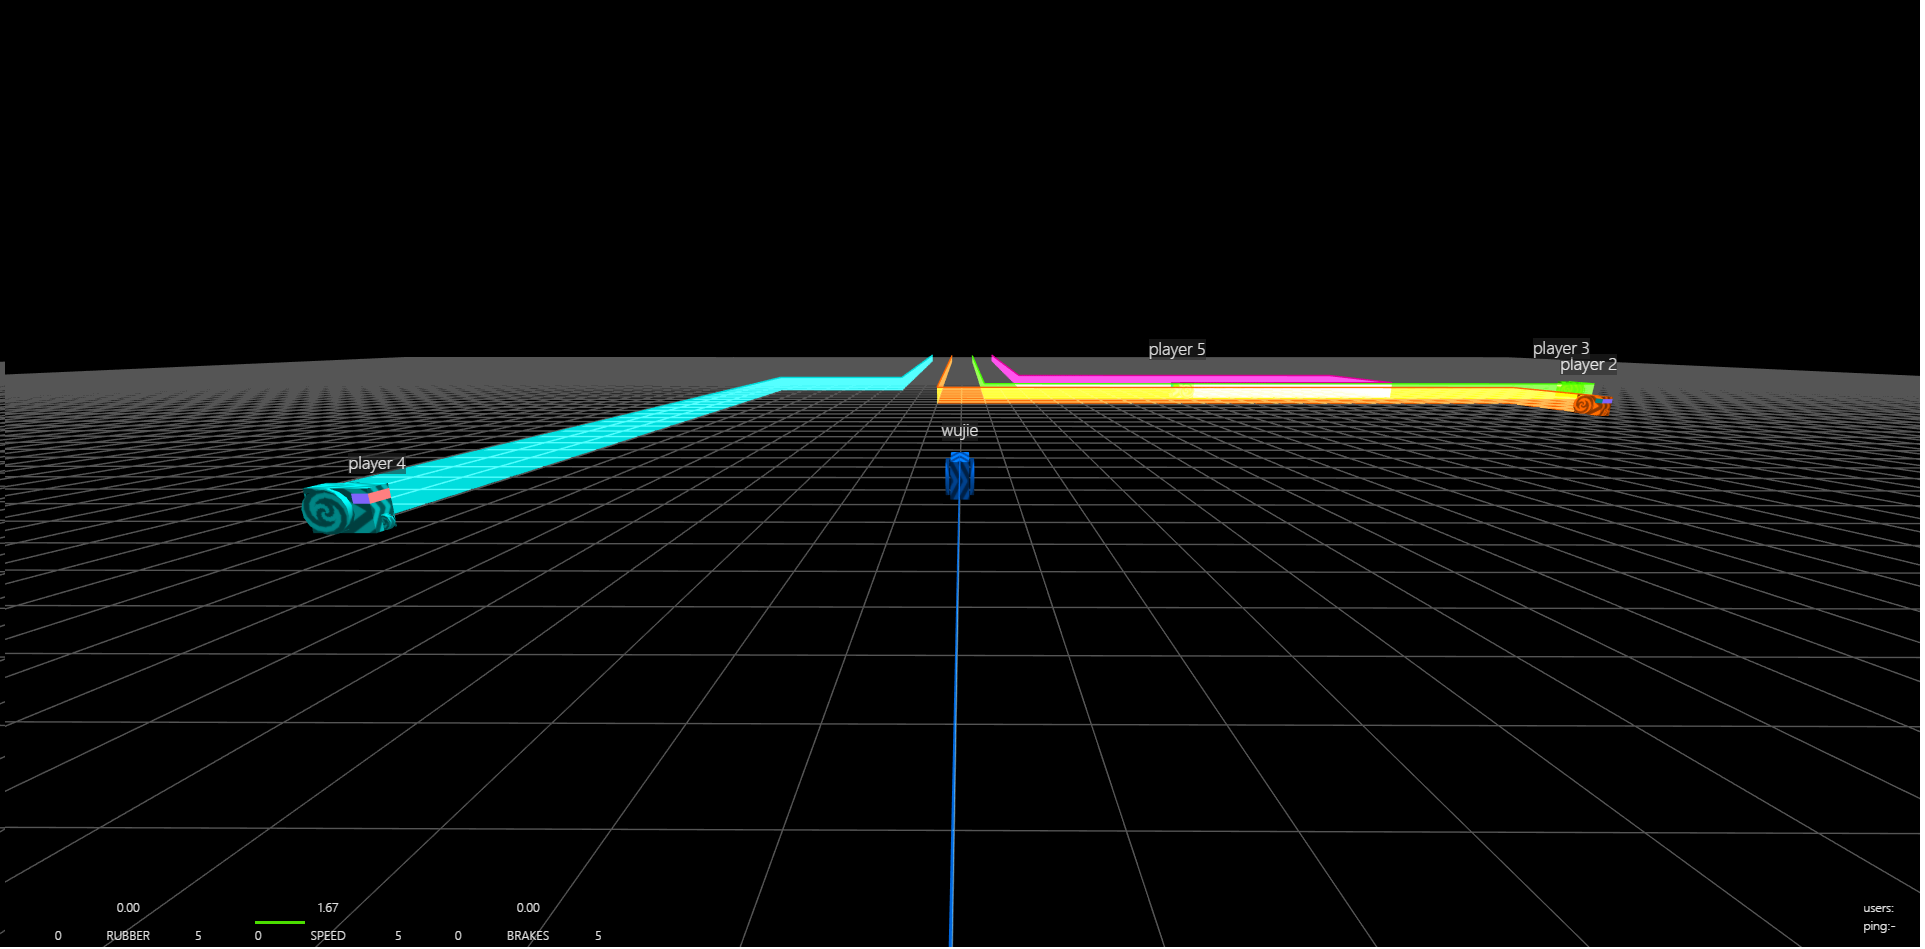 player 5
player 3
player 2
wujie
player 4
0.00
1.67
0.00
0 RUBBER 5
0 SPEED 5
0 BRAKES 5
users:
ping:-